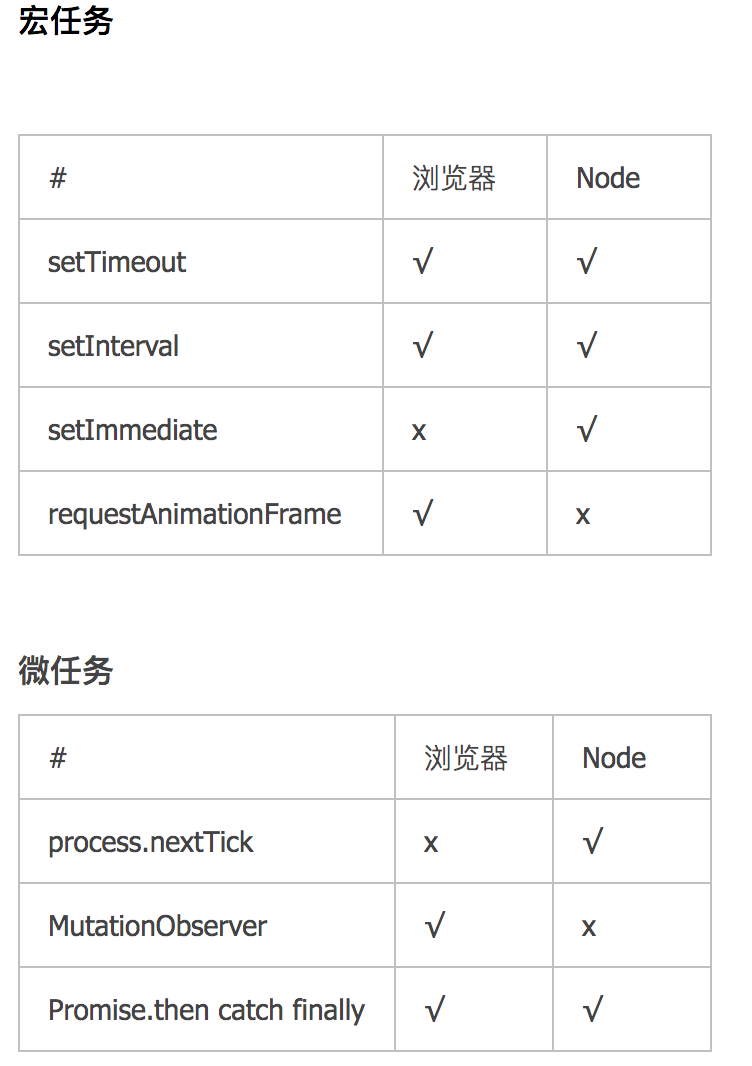 宏任务
# 浏览器 Node
setTimeout √ √
setInterval √ √
setImmediate x √
requestAnimationFrame √ x
微任务
# 浏览器 Node
process.nextTick x √
MutationObserver √ x
Promise.then catch finally √ √